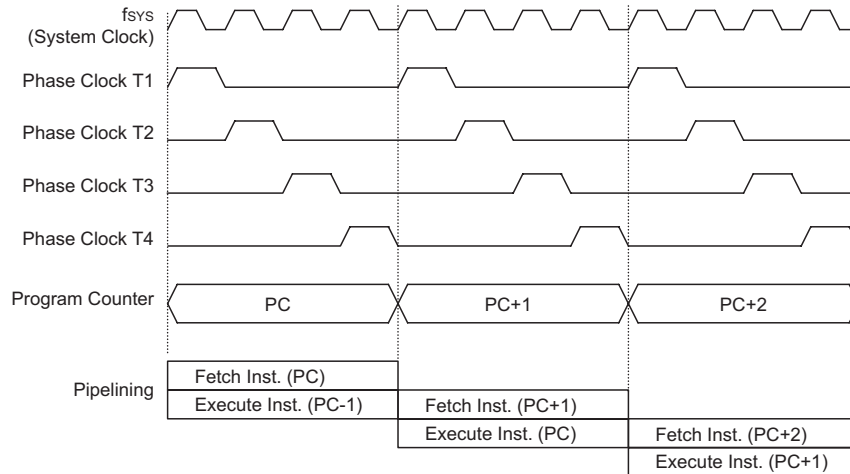 fSYS
(System Clock)
Phase Clock T1
Phase Clock T2
Phase Clock T3
Phase Clock T4
Program Counter
PC
PC+1
PC+2
Pipelining
Fetch Inst. (PC)
Execute Inst. (PC-1)
Fetch Inst. (PC+1)
Execute Inst. (PC)
Fetch Inst. (PC+2)
Execute Inst. (PC+1)